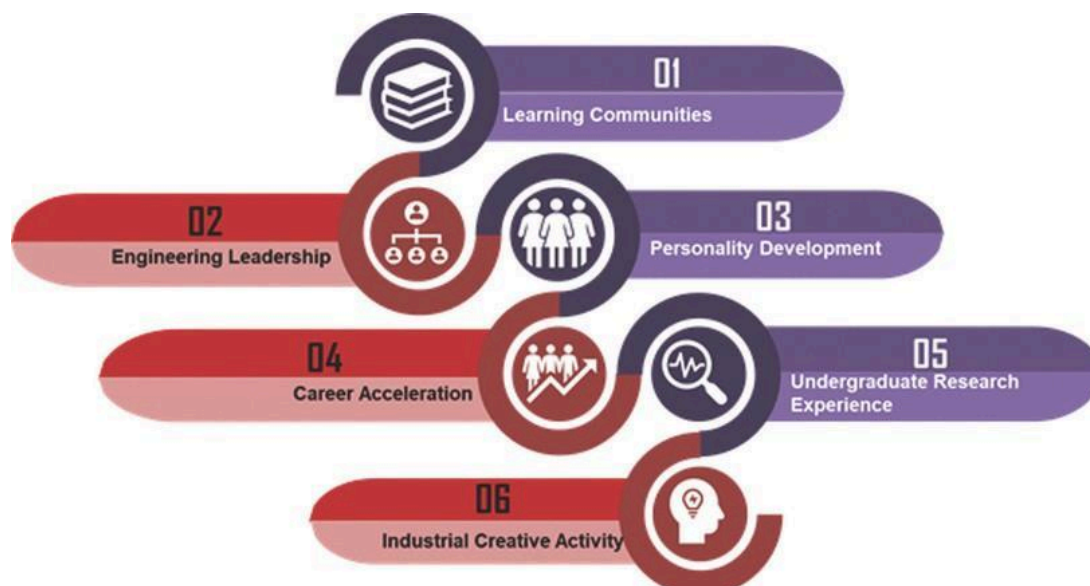 01
Learning Communities
02
Engineering Leadership
03
Personality Development
04
Career Acceleration
05
Undergraduate Research
Experience
06
Industrial Creative Activity